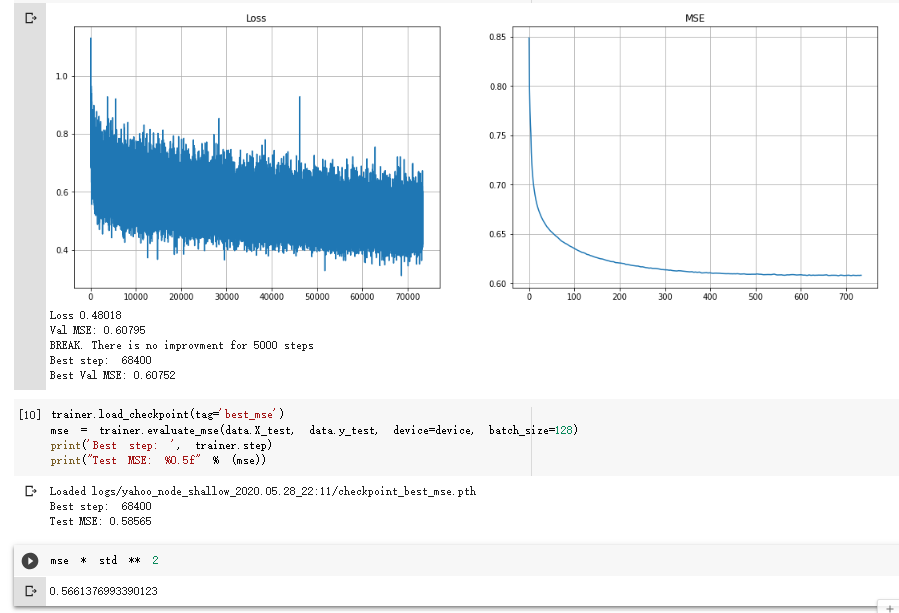 Loss
MSE
1.0
0.8
0.6
0.4
0 10000 20000 30000 40000 50000 60000 70000
0.85
0.80
0.75
0.70
0.65
0.60
0 100 200 300 400 500 600 700
Loss 0.48018
Val MSE: 0.60795
BREAK. There is no improvment for 5000 steps
Best step: 68400
Best Val MSE: 0.60752
[10] trainer.load_checkpoint(tag='best_mse')
mse = trainer.evaluate_mse(data.X_test, data.y_test, device=device, batch_size=128)
print('Best step: ', trainer.step)
print("Test MSE: %0.5f" % (mse))
Loaded logs/yahoo_node_shallow_2020.05.28_22:11/checkpoint_best_mse.pth
Best step: 68400
Test MSE: 0.58565
mse * std ** 2
0.5661376993390123